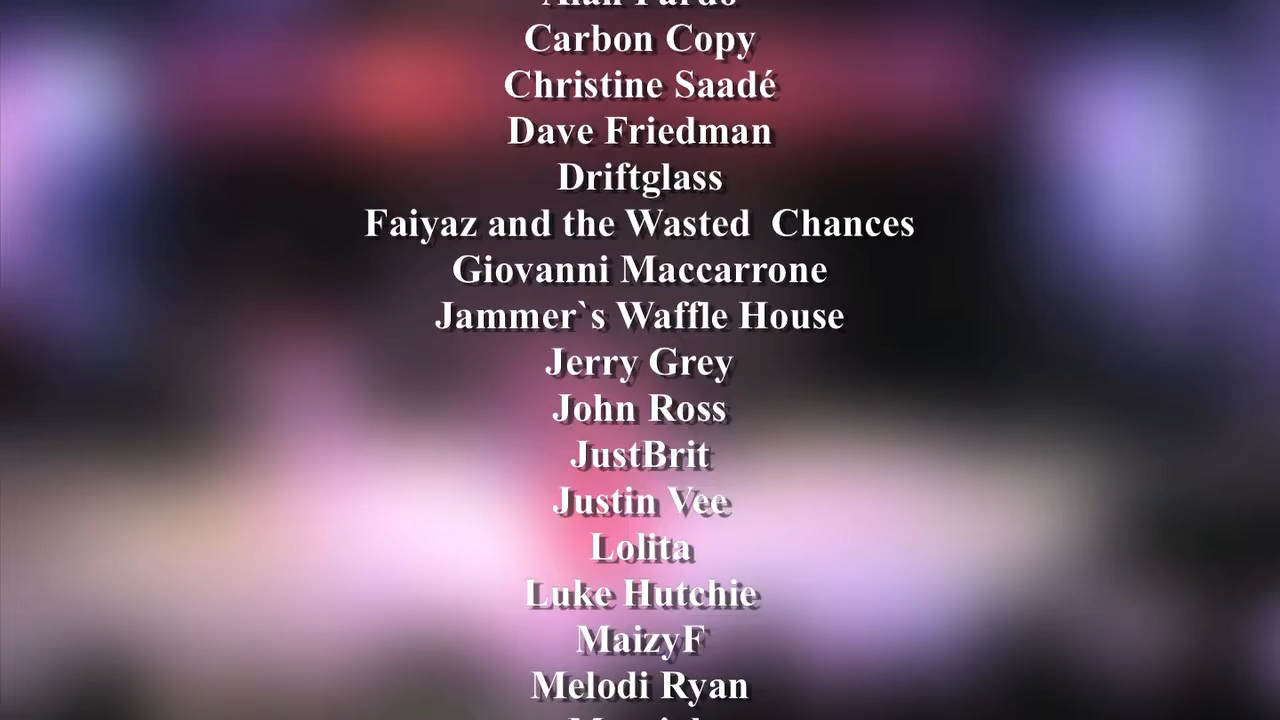 Carbon Copy
Christine Saadé
Dave Friedman
Driftglass
Faiyaz and the Wasted  Chances
Giovanni Maccarrone
Jammer`s Waffle House
Jerry Grey
John Ross
JustBrit
Justin Vee
Lolita
Luke Hutchie
MaizyF
Melodi Ryan